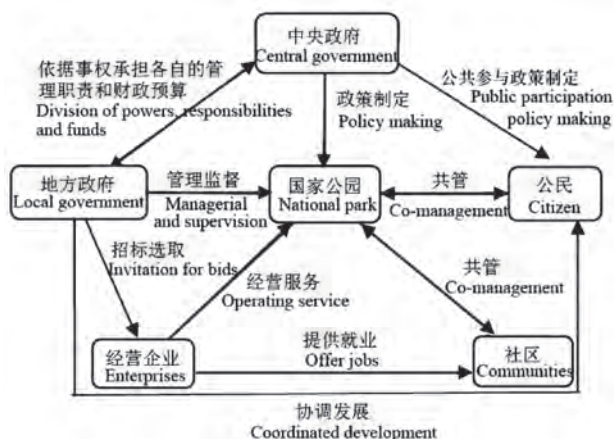 中央政府
Central government
依据事权承担各自的管
理职责和财政预算
Division of powers, responsibilities
and funds
政策制定
Policy making
公共参与政策制定
Public participation
policy making
地方政府
Local government
管理监督
Managerial
and supervision
国家公园
National park
共管
Co-management
公民
Citizen
招标选取
Invitation for bids
经营服务
Operating service
共管
Co-management
经营企业
Enterprises
提供就业
Offer jobs
社区
Communities
协调发展
Coordinated development